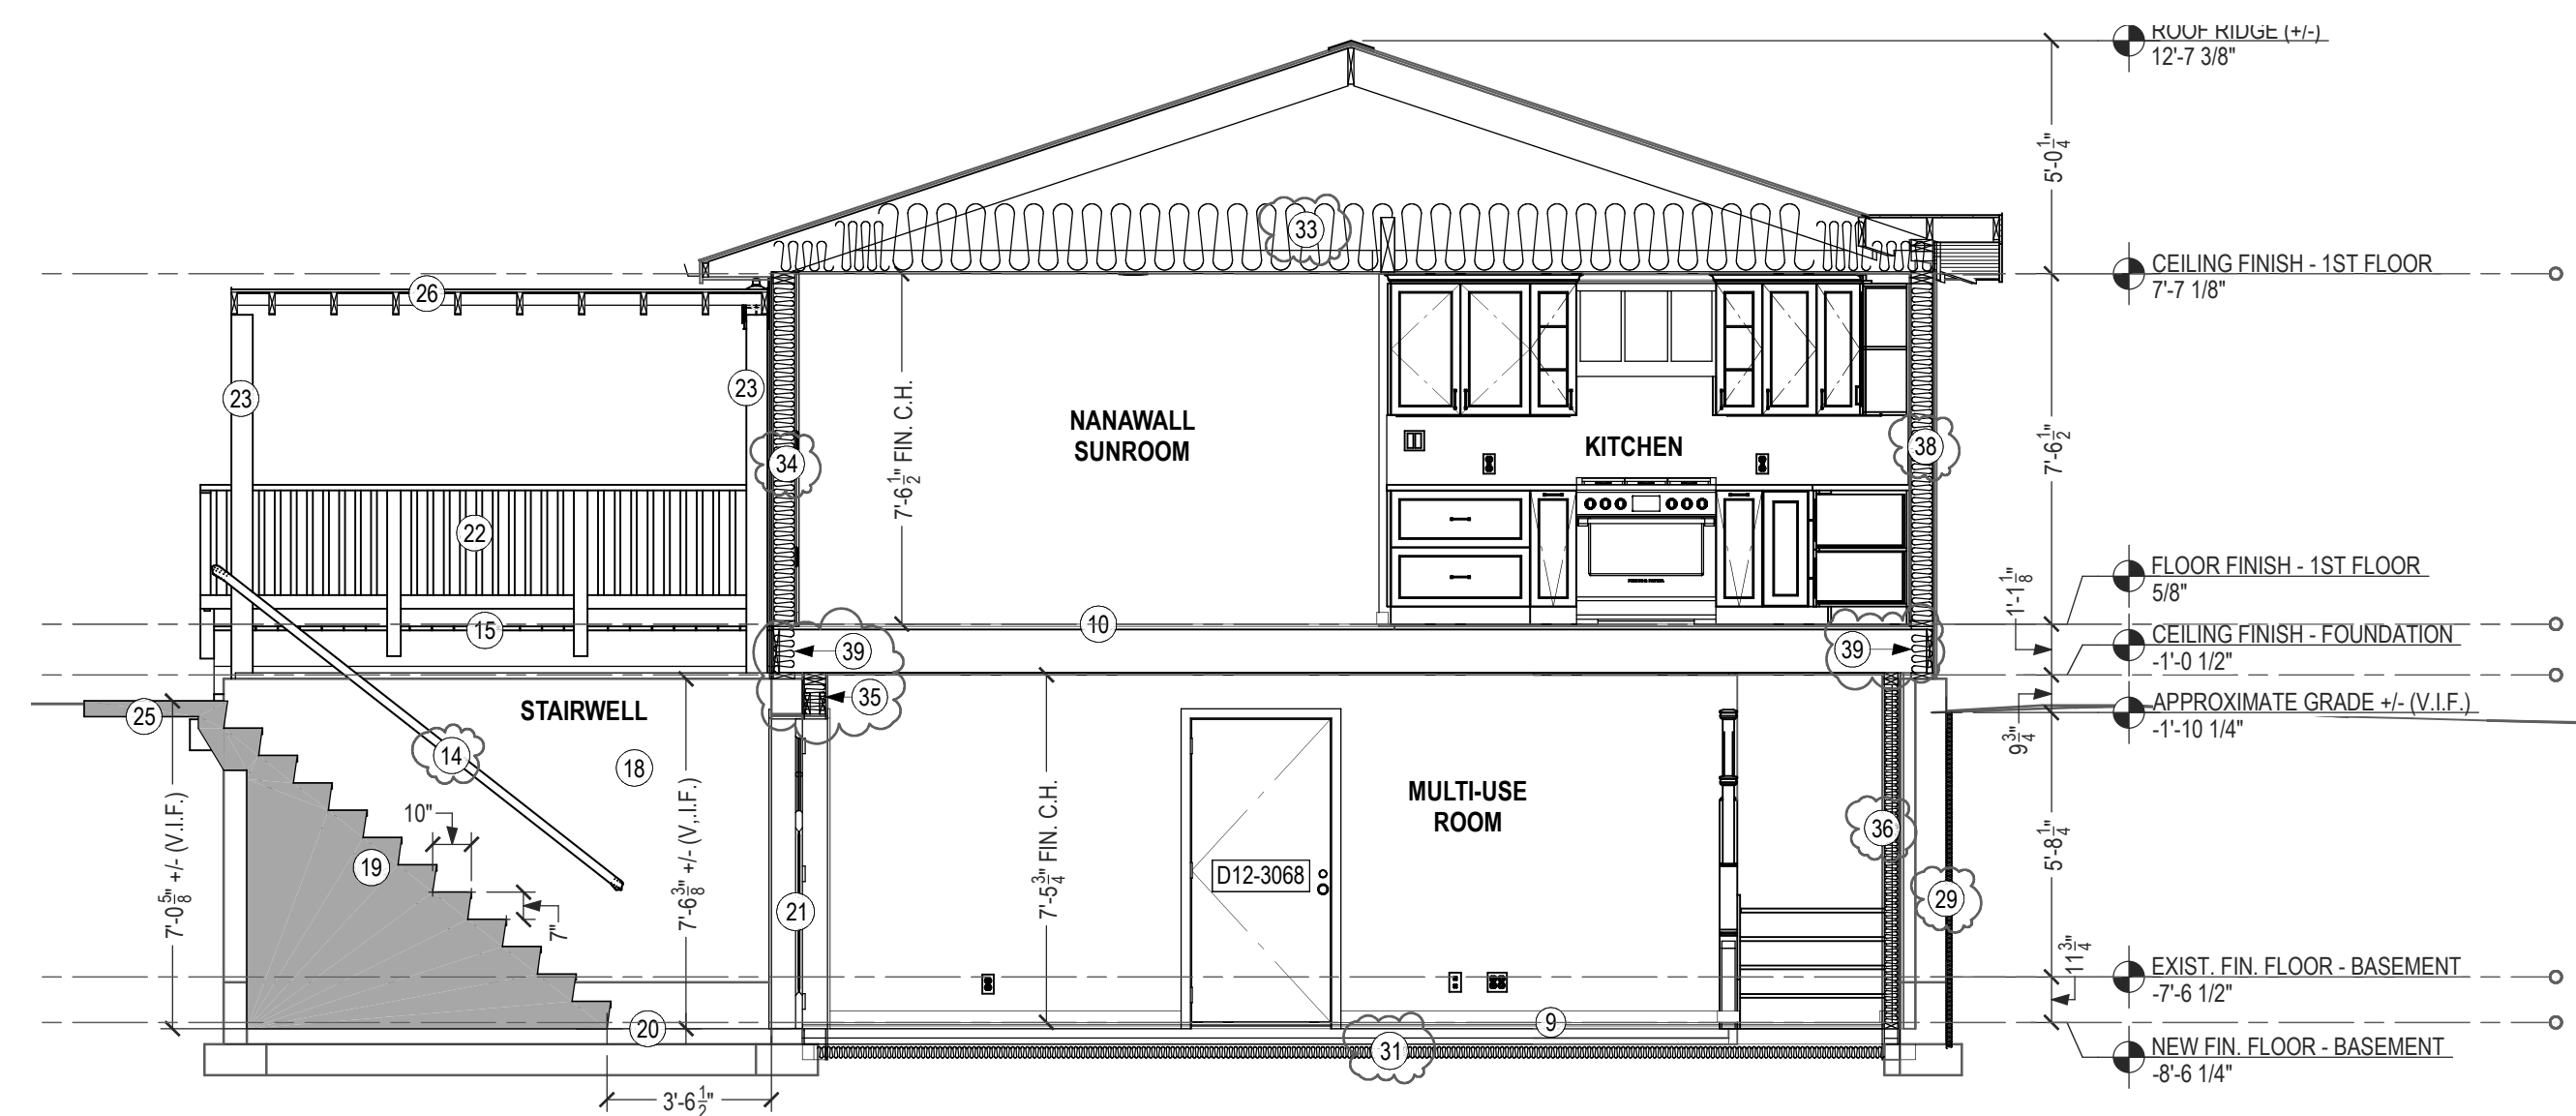 ROOF RIDGE (+/-)
12'-7 3/8"
5'-0 1/4"
33
CEILING FINISH - 1ST FLOOR
7'-7 1/8"
26
23
23
7'-6 1/2" FIN. C.H.
NANAWALL
SUNROOM
KITCHEN
34
38
7'-6 1/2"
22
FLOOR FINISH - 1ST FLOOR
5/8"
1'-1 1/8"
15
10
39
39
CEILING FINISH - FOUNDATION
-1'-0 1/2"
35
25
STAIRWELL
APPROXIMATE GRADE +/- (V.I.F.)
-1'-10 1/4"
9 3/4"
14
18
MULTI-USE
ROOM
7'-0 5/8" +/- (V.I.F.)
10"
19
7"
7'-6 3/8" +/- (V,.I.F.)
21
7'-5 3/4" FIN. C.H.
D12-3068
36
29
5'-8 1/4"
EXIST. FIN. FLOOR - BASEMENT
-7'-6 1/2"
11 3/4"
20
9
31
NEW FIN. FLOOR - BASEMENT
-8'-6 1/4"
3'-6 1/2"